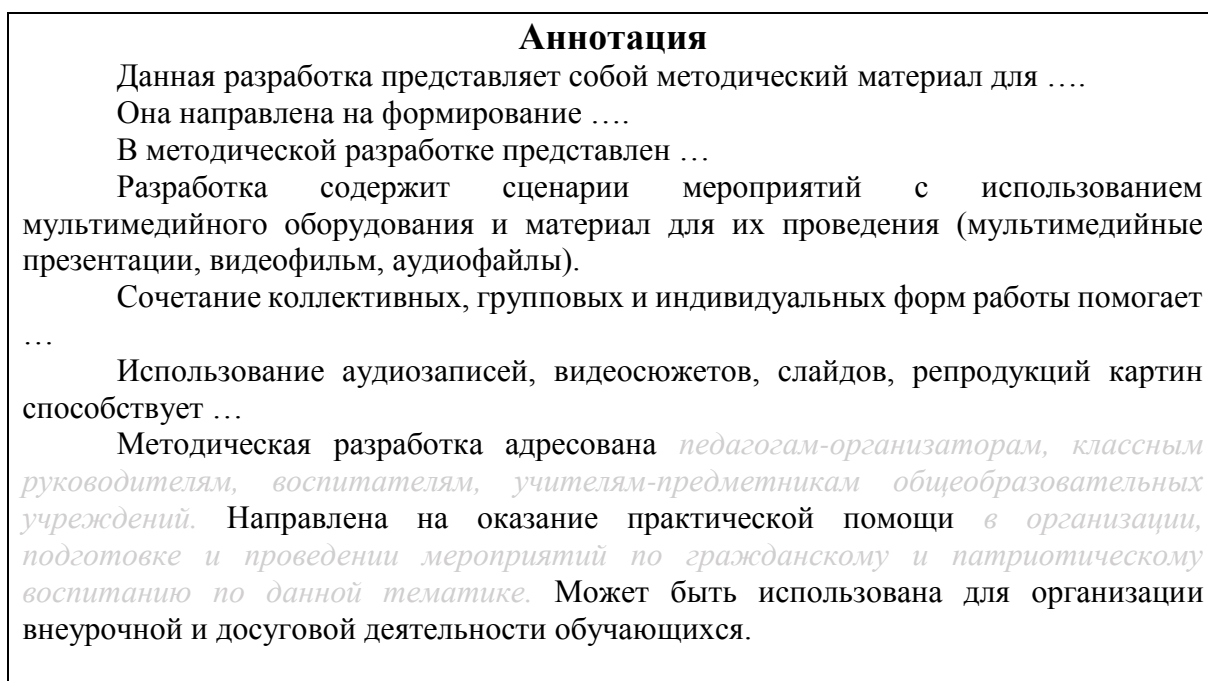 Аннотация
Данная разработка представляет собой методический материал для ….
Она направлена на формирование ….
В методической разработке представлен …
Разработка содержит сценарии мероприятий с использованием
мультимедийного оборудования и материал для их проведения (мультимедийные
презентации, видеофильм, аудиофайлы).
Сочетание коллективных, групповых и индивидуальных форм работы помогает
…
Использование аудиозаписей, видеосюжетов, слайдов, репродукций картин
способствует …
Методическая разработка адресована педагогам-организаторам, классным
руководителям, воспитателям, учителям-предметникам общеобразовательных
учреждений. Направлена на оказание практической помощи в организации,
подготовке и проведении мероприятий по гражданскому и патриотическому
воспитанию по данной тематике. Может быть использована для организации
внеурочной и досуговой деятельности обучающихся.